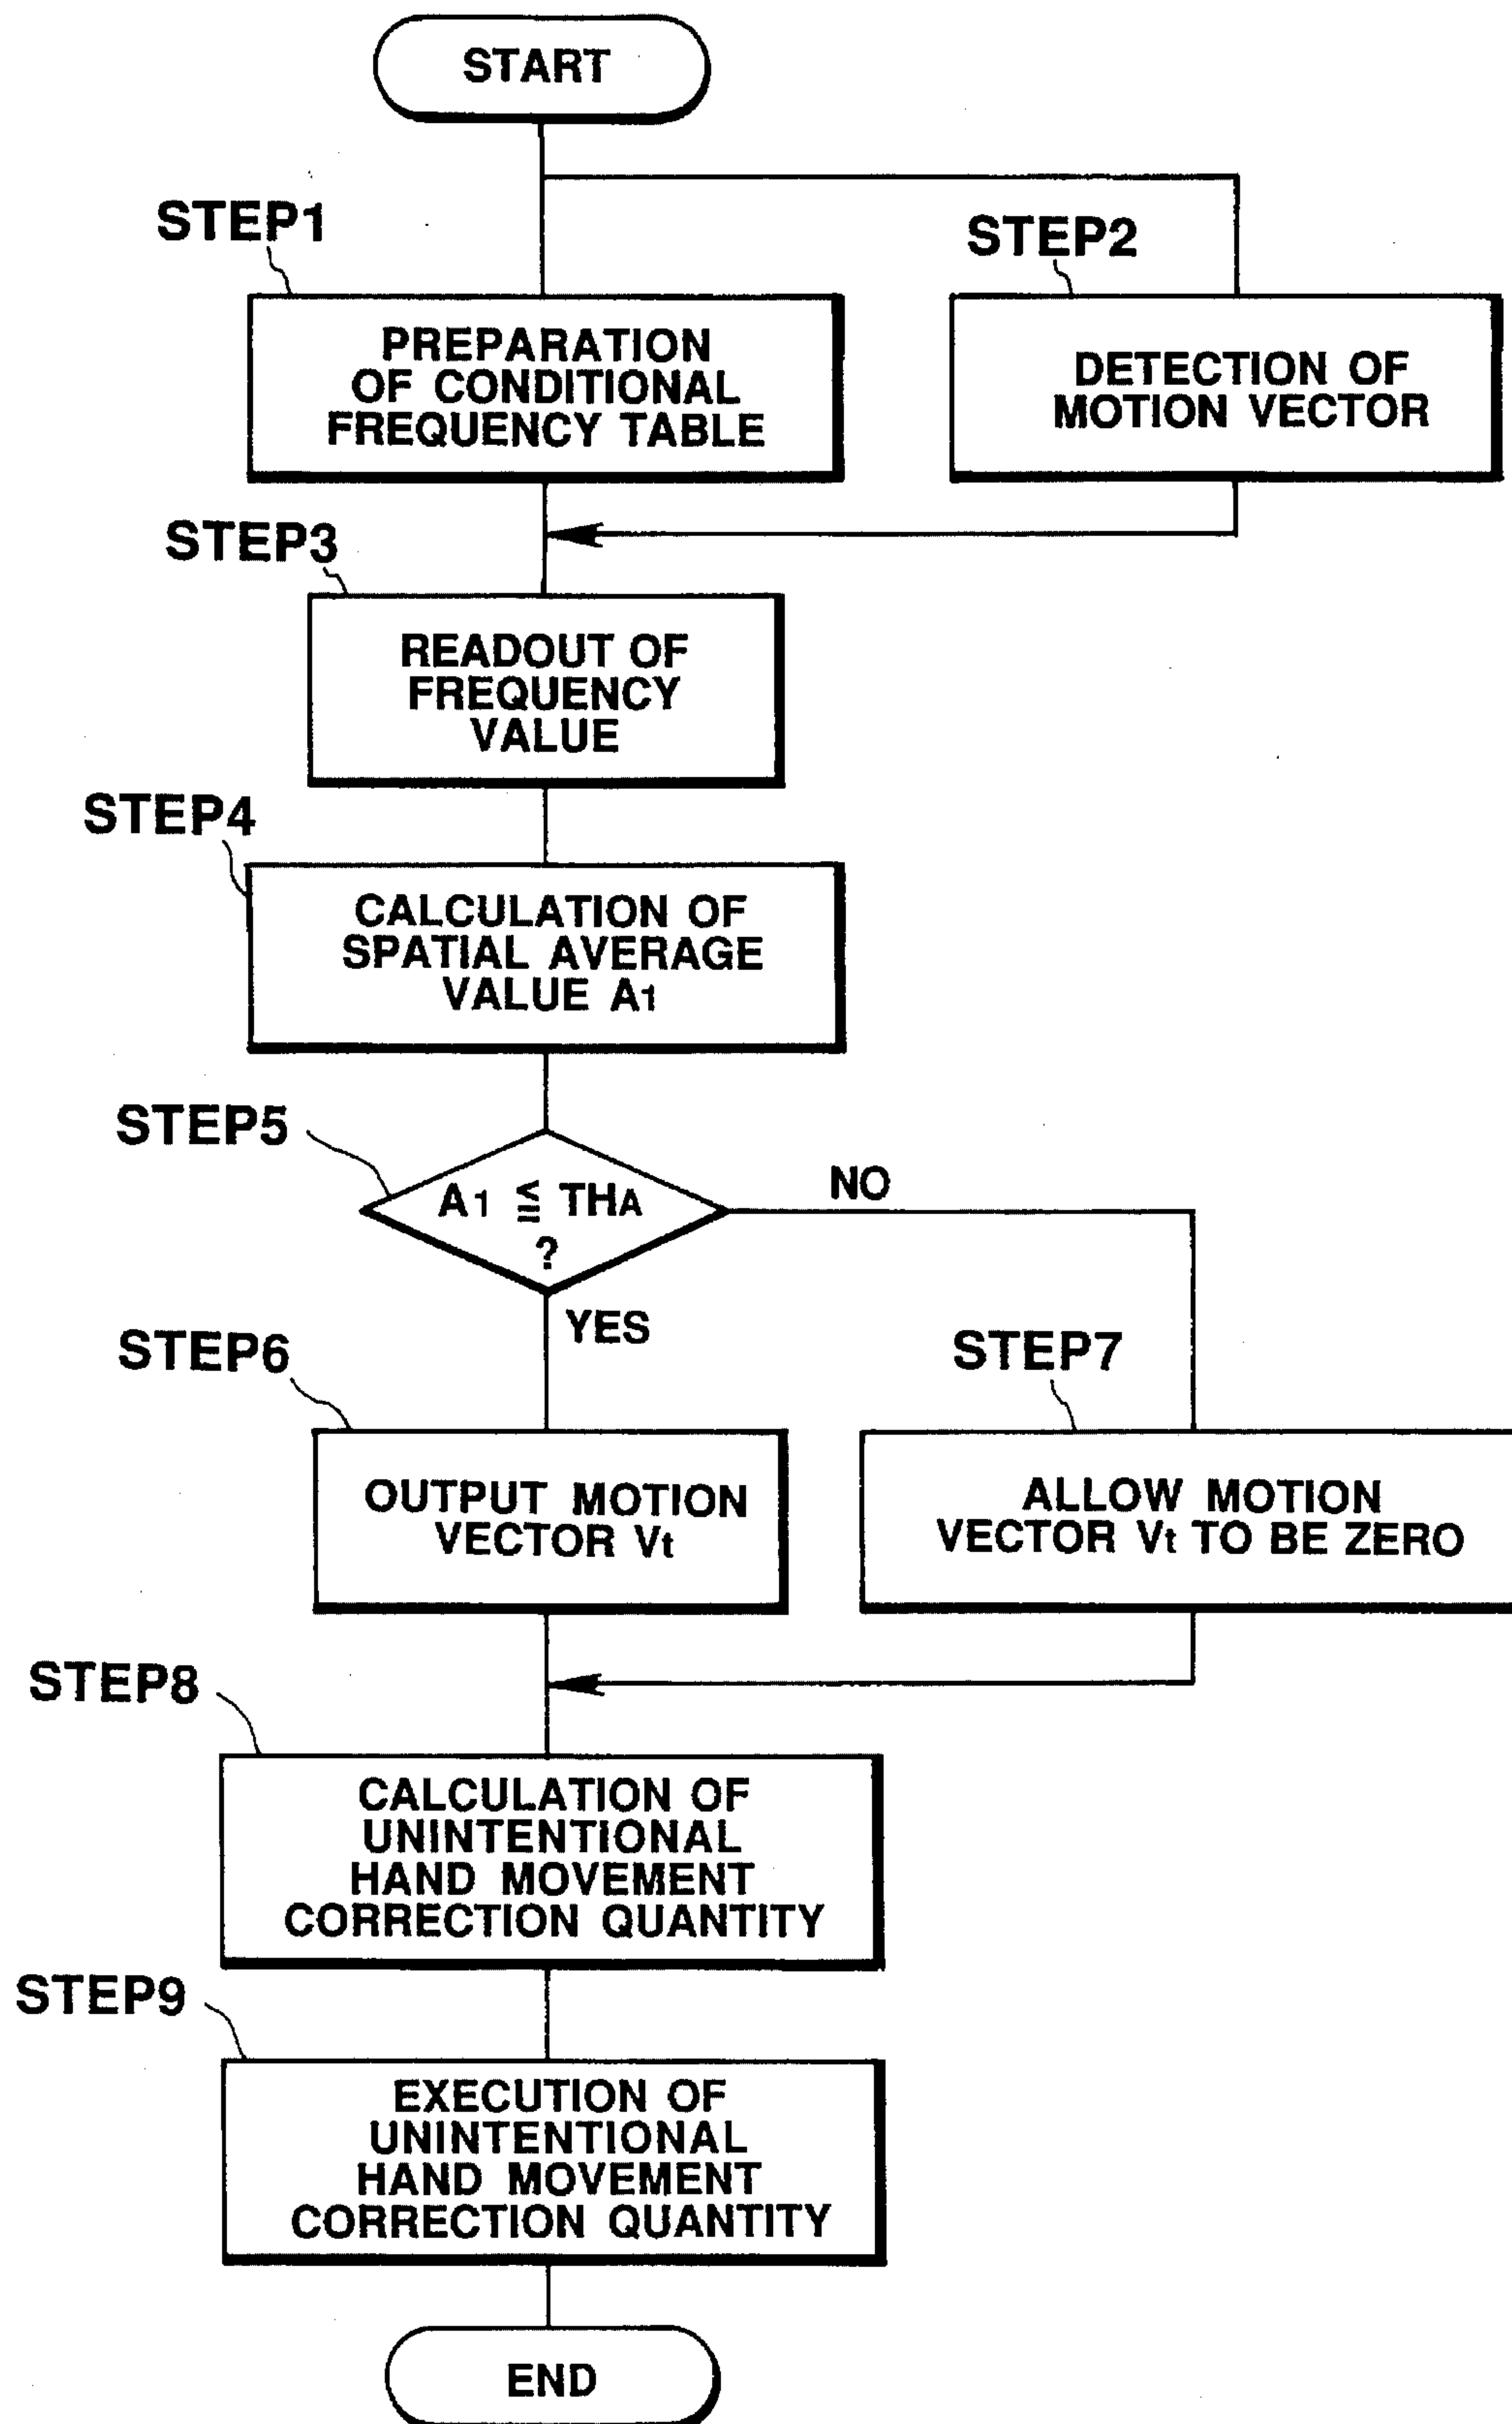 START
STEP1
STEP2
PREPARATION
OF CONDITIONAL
FREQUENCY TABLE
DETECTION OF
MOTION VECTOR
STEP3
READOUT OF
FREQUENCY
VALUE
STEP4
CALCULATION OF
SPATIAL AVERAGE
VALUE A1
STEP5
A1 ≦ THA
?
NO
YES
STEP6
STEP7
OUTPUT MOTION
VECTOR Vt
ALLOW MOTION
VECTOR Vt TO BE ZERO
STEP8
CALCULATION OF
UNINTENTIONAL
HAND MOVEMENT
CORRECTION QUANTITY
STEP9
EXECUTION OF
UNINTENTIONAL
HAND MOVEMENT
CORRECTION QUANTITY
END